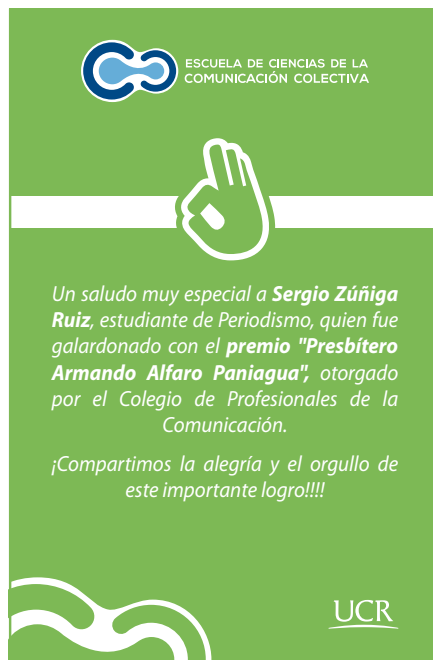 ESCUELA DE CIENCIAS DE LA
COMUNICACIÓN COLECTIVA
Un saludo muy especial a Sergio Zúñiga
Ruiz, estudiante de Periodismo, quien fue
galardonado con el premio "Presbítero
Armando Alfaro Paniagua", otorgado
por el Colegio de Profesionales de la
Comunicación.
¡Compartimos la alegría y el orgullo de
este importante logro!!!!
UCR